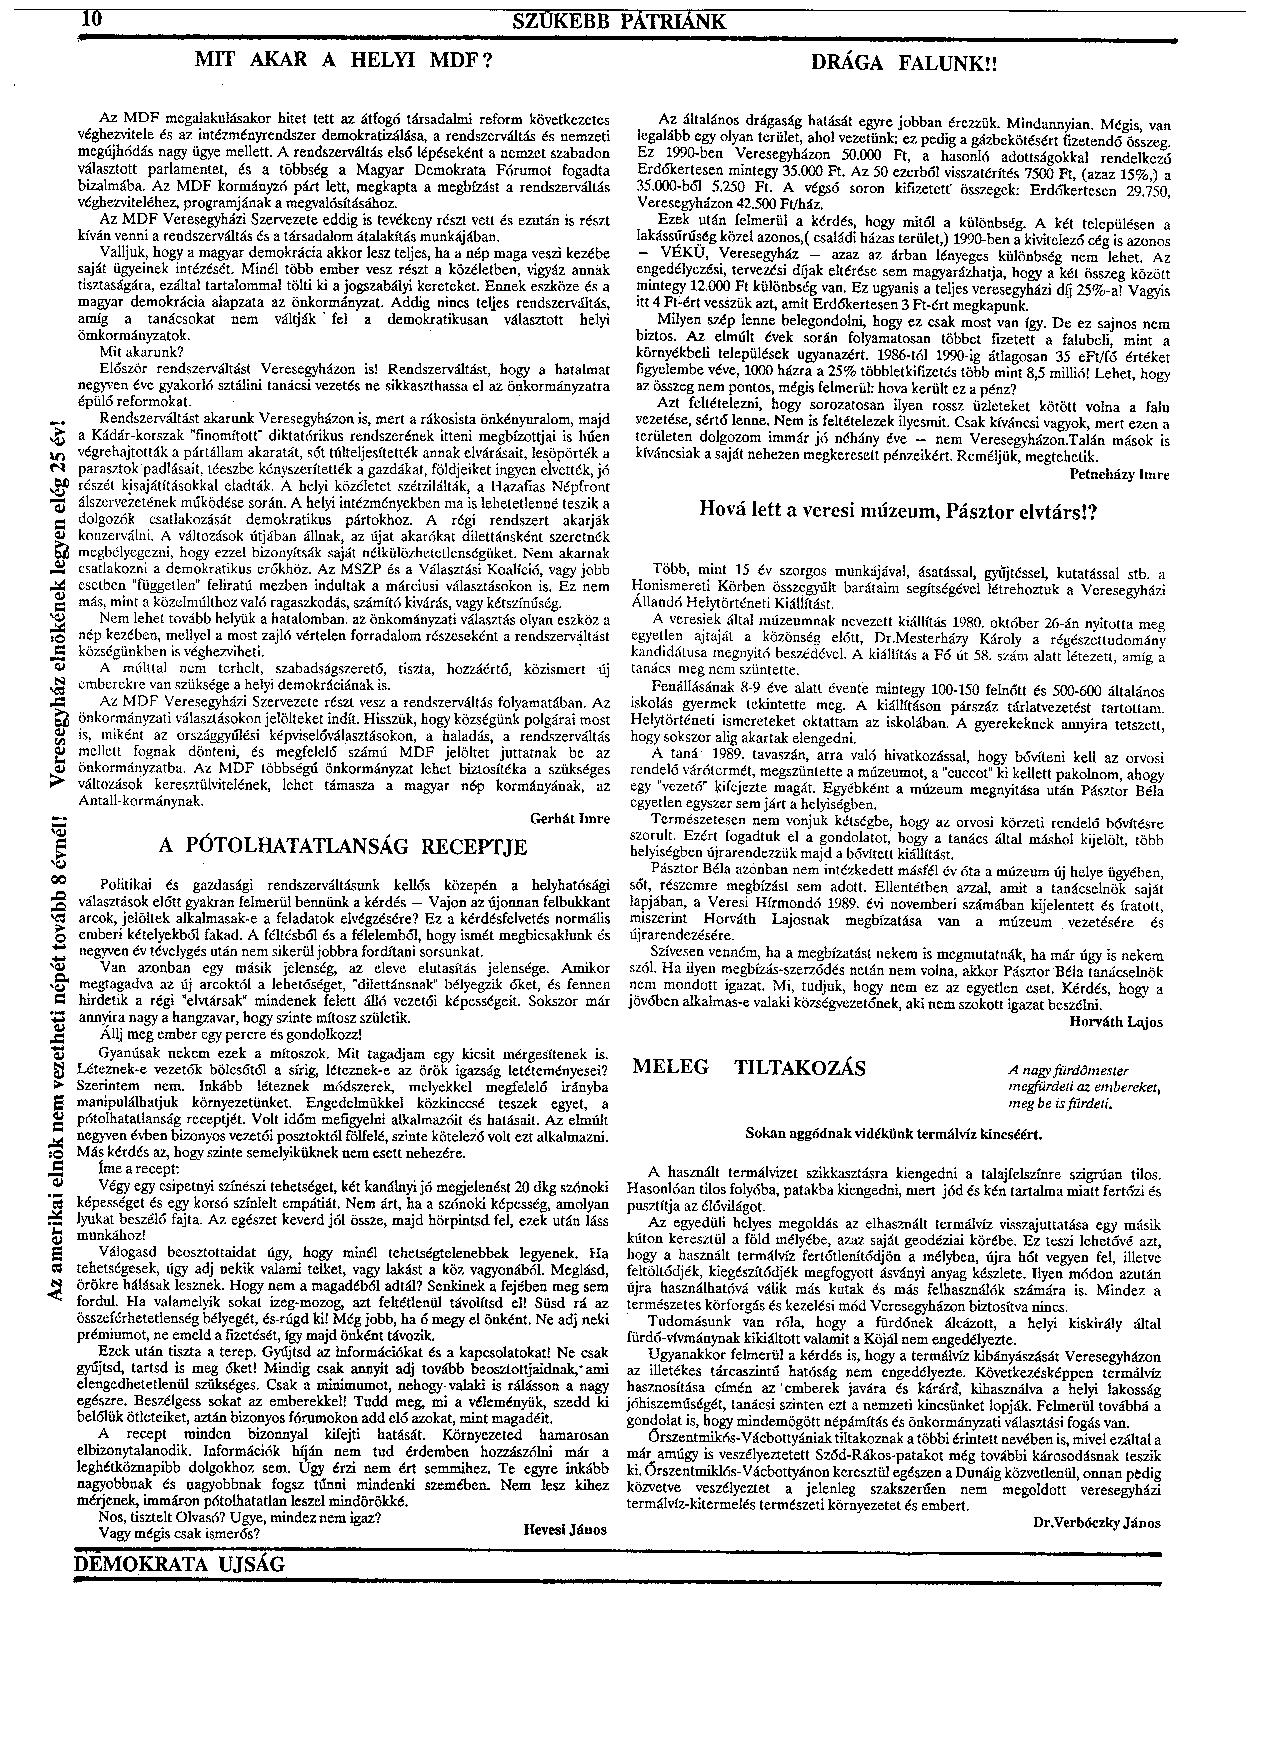 10
SZŰKEBB PÁTRIÁNK
MIT AKAR A HELYI MDF?
Az MDF megalakulásakor hitet tett az átfogó társadalmi reform következetes
véghezvitele és az intézményrendszer demokratizálása, a rendszerváltás és nemzeti
megújhódás nagy ügye mellett. A rendszerváltás első lépéseként a nemzet szabadon
választott parlamentet, és a többség a Magyar Demokrata Fórumot fogadta
bizalmába. Az MDF kormányzó párt lett, megkapta a megbízást a rendszerváltás
véghezviteléhez, programjának a megvalósításához.
Az MDF Veresegyházi Szervezete eddig is tevékeny részt vett és ezután is részt
kíván venni a rendszerváltás és a társadalom átalakítás munkájában.
Valljuk, hogy a magyar demokrácia akkor lesz teljes, ha a nép maga veszi kezébe
saját ügyeinek intézését. Minél több ember vesz részt a közéletben, vigyáz annak
tisztaságára, ezáltal tartalommal tölti ki a jogszabályi kereteket. Ennek eszköze és a
magyar demokrácia alapzata az önkormányzat. Addig nincs teljes rendszerváltás,
amíg a tanácsokat nem váltják fel a demokratikusan választott helyi
ömkormányzatok.
Mit akarunk?
Először rendszerváltást Veresegyházon is! Rendszerváltást, hogy a hatalmat
negyven éve gyakorló sztálini tanácsi vezetés ne sikkaszthassa el az önkormányzatra
épülő reformokat.
Rendszerváltást akarunk Veresegyházon is, mert a rákosista önkényuralom, majd
a Kádár-korszak "finomított" diktatórikus rendszerének itteni megbízottjai is hűen
végrehajtották a pártállam akaratát, sőt túlteljesítették annak elvárásait, lesöpörték a
parasztok padlásait, téeszbe kényszerítették a gazdákat, földjeiket ingyen elvették, jó
részét kisajátításokkal eladták. A helyi közéletet szétzilálták, a Hazafias Népfront
álszervezetének működése során. A helyi intézményekben ma is lehetetlenné teszik a
dolgozók csatlakozását demokratikus pártokhoz. A régi rendszert akarják
konzerválni. A változások útjában állnak, az újat akarókat dilettánsként szeretnék
megbélyegezni, hogy ezzel bizonyítsák saját nélkülözhetetlenségüket. Nem akarnak
csatlakozni a demokratikus erőkhöz. Az MSZP és a Választási Koalíció, vagy jobb
esetben "független" feliratú mezben indultak a márciusi választásokon is. Ez nem
más, mint a közelmúlthoz való ragaszkodás, számító kivárás, vagy kétszínűség.
Nem lehet tovább helyük a hatalomban. az önkományzati választás olyan eszköz a
nép kezében, mellyel a most zajló vértelen forradalom részeseként a rendszerváltást
községünkben is véghezviheti.
A múlttal nem terhelt, szabadságszerető, tiszta, hozzáértő, közismert új
emberekre van szüksége a helyi demokráciának is.
Az MDF Veresegyházi Szervezete részt vesz a rendszerváltás folyamatában. Az
önkormányzati választásokon jelölteket indít. Hisszük, hogy községünk polgárai most
is, miként az országgyűlési képviselőválasztásokon, a haladás, a rendszerváltás
mellett fognak dönteni, és megfelelő számú MDF jelöltet juttatnak be az
önkormányzatba. Az MDF többségű önkormányzat lehet biztosítéka a szükséges
változások keresztülvitelének, lehet támasza a magyar nép kormányának, az
Antall-kormánynak.
Gerhát Imre
A PÓTOLHATATLANSÁG RECEPTJE
Politikai és gazdasági rendszerváltásunk kellős közepén a helyhatósági
választások előtt gyakran felmerül bennünk a kérdés — Vajon az újonnan felbukkant
arcok, jelöltek alkalmasak-e a feladatok elvégzésére? Ez a kérdésfelvetés normális
emberi kételyekből fakad. A féltésből és a félelemből, hogy ismét megbicsaklunk és
negyven év tévelygés után nem sikerül jobbra fordítani sorsunkat.
Van azonban egy másik jelenség, az eleve elutasítás jelensége. Amikor
megtagadva az új arcoktól a lehetőséget, "dilettánsnak" bélyegzik őket, és fennen
hirdetik a régi "elvtársak" mindenek felett álló vezetői képességeit. Sokszor már
annyira nagy a hangzavar, hogy szinte mítosz születik.
Állj meg ember egy percre és gondolkozz!
Gyanúsak nekem ezek a mítoszok. Mit tagadjam egy kicsit mérgesítenek is.
Léteznek-e vezetők bölcsőtől a sírig, léteznek-e az örök igazság letéteményesei?
Szerintem nem. Inkább léteznek módszerek, melyekkel megfelelő irányba
manipulálhatjuk környezetünket. Engedelmükkel közkinccsé teszek egyet, a
pótolhatatlanság receptjét. Volt időm mefigyelni alkalmazóit és hatásait. Az elmúlt
negyven évben bizonyos vezetői posztoktól fölfelé, szinte kötelező volt ezt alkalmazni.
Más kérdés az, hogy szinte semelyiküknek nem esett nehezére.
Íme a recept:
Végy egy csipetnyi színészi tehetséget, két kanálnyi jó megjelenést 20 dkg szónoki
képességet és egy korsó színlelt empátiát. Nem árt, ha a szónoki képesség, amolyan
lyukat beszélő fajta. Az egészet keverd jól össze, majd hörpintsd fel, ezek után láss
munkához!
Válogasd beosztottaidat úgy, hogy minél tehetségtelenebbek legyenek. Ha
tehetségesek, úgy adj nekik valami telket, vagy lakást a köz vagyonából. Meglásd,
örökre hálásak lesznek. Hogy nem a magadéból adtál? Senkinek a fejében meg sem
fordul. Ha valamelyik sokat izeg-mozog, azt feltétlenül távolítsd el! Süsd rá az
összeférhetetlenség bélyegét, és-rúgd ki! Még jobb, ha ő megy el önként. Ne adj neki
prémiumot, ne emeld a fizetését, így majd önként távozik.
Ezek után tiszta a terep. Gyűjtsd az információkat és a kapcsolatokat! Ne csak
gyűjtsd, tartsd is meg őket! Mindig csak annyit adj tovább beosztottjaidnak, ami
elengedhetetlenül szükséges. Csak a minimumot, nehogy valaki is rálásson a nagy
egészre. Beszélgess sokat az emberekkel! Tudd meg, mi a véleményük, szedd ki
belőlük ötleteiket, aztán bizonyos fórumokon add elő azokat, mint magadéit.
A recept minden bizonnyal kifejti hatását. Környezeted hamarosan
elbizonytalanodik. Információk híján nem tud érdemben hozzászólni már a
leghétköznapibb dolgokhoz sem. Úgy érzi nem ért semmihez. Te egyre inkább
nagyobbnak és nagyobbnak fogsz tűnni mindenki szemében. Nem lesz kihez
mérjenek, immáron pótolhatatlan leszel mindörökké.
Nos, tisztelt Olvasó? Ugye, mindez nem igaz?
Vagy mégis csak ismerős?
Hevesi János
DRÁGA FALUNK!!
Az általános drágaság hatását egyre jobban érezzük. Mindannyian. Mégis, van
legalább egy olyan terület, ahol vezetünk; ez pedig a gázbekötésért fizetendő összeg.
Ez 1990-ben Veresegyházon 50.000 Ft, a hasonló adottságokkal rendelkező
Erdőkertesen mintegy 35.000 Ft. Az 50 ezerből visszatérítés 7500 Ft, (azaz 15%,) a
35.000-ből 5.250 Ft. A végső soron kifizetett összegek: Erdőkertesen 29.750,
Veresegyházon 42.500 Ft/ház.
Ezek után felmerül a kérdés, hogy mitől a különbség. A két településen a
lakássűrűség közel azonos,( családi házas terület,) 1990-ben a kivitelező cég is azonos
— VÉKÜ, Veresegyház — azaz az árban lényeges különbség nem lehet. Az
engedélyezési, tervezési díjak eltérése sem magyarázhatja, hogy a két összeg között
mintegy 12.000 Ft különbség van. Ez ugyanis a teljes veresegyházi díj 25%-a! Vagyis
itt 4 Ft-ért vesszük azt, amit Erdőkertesen 3 Ft-ért megkapunk.
Milyen szép lenne belegondolni, hogy ez csak most van így. De ez sajnos nem
biztos. Az elmúlt évek során folyamatosan többet fizetett a falubeli, mint a
környékbeli települések ugyanazért. 1986-tól 1990-ig átlagosan 35 eFt/fő értéket
figyelembe véve, 1000 házra a 25% többletkifizetés több mint 8,5 millió! Lehet, hogy
az összeg nem pontos, mégis felmerül: hova került ez a pénz?
Azt feltételezni, hogy sorozatosan ilyen rossz üzleteket kötött volna a falu
vezetése, sértő lenne. Nem is feltételezek ilyesmit. Csak kíváncsi vagyok, mert ezen a
területen dolgozom immár jó néhány éve — nem Veresegyházon.Talán mások is
kíváncsiak a saját nehezen megkeresett pénzeikért. Reméljük, megtehetik.
Petneházy Imre
Hová lett a veresi múzeum, Pásztor elvtárs!?
Több, mint 15 év szorgos munkájával, ásatással, gyűjtéssel, kutatással stb. a
Honismereti Körben összegyűlt barátaim segítségével létrehoztuk a Veresegyházi
Állandó Helytörténeti Kiállítást.
A veresiek által múzeumnak nevezett kiállítás 1980. október 26-án nyitotta meg
egyetlen ajtaját a közönség előtt, Dr.Mesterházy Károly a régészettudomány
kandidátusa megnyitó beszédével. A kiállítás a Fő út 58. szám alatt létezett, amíg a
tanács meg nem szüntette.
Fenállásának 8-9 éve alatt évente mintegy 100-150 felnőtt és 500-600 általános
iskolás gyermek tekintette meg. A kiállításon párszáz tárlatvezetést tartottam.
Helytörténeti ismereteket oktattam az iskolában. A gyerekeknek annyira tetszett,
hogy sokszor alig akartak elengedni.
A taná 1989. tavaszán, arra való hivatkozással, hogy bővíteni kell az orvosi
rendelő várótermét, megszüntette a múzeumot, a "cuccot" ki kellett pakolnom, ahogy
egy "vezető" kifejezte magát. Egyébként a múzeum megnyitása után Pásztor Béla
egyetlen egyszer sem járt a helyiségben.
Természetesen nem vonjuk kétségbe, hogy az orvosi körzeti rendelő bővítésre
szorult. Ezért fogadtuk el a gondolatot, hogy a tanács által máshol kijelölt, több
helyiségben újrarendezzük majd a bővített kiállítást.
Pásztor Béla azonban nem intézkedett másfél év óta a múzeum új helye ügyében,
sőt, részemre megbízást sem adott. Ellentétben azzal, amit a tanácselnök saját
lapjában, a Veresi Hírmondó 1989. évi novemberi számában kijelentett és íratott,
miszerint Horváth Lajosnak megbízatása van a múzeum vezetésére és
újrarendezésére.
Szívesen venném, ha a megbízatást nekem is megmutatnák, ha már úgy is nekem
szól. Ha ilyen megbízás-szerződés netán nem volna, akkor Pásztor Béla tanácselnök
nem mondott igazat. Mi, tudjuk, hogy nem ez az egyetlen eset. Kérdés, hogy a
jövőben alkalmas-e valaki községvezetőnek, aki nem szokott igazat beszélni.
Horváth Lajos
MELEG TILTAKOZÁS
A nagy fürdőmester
megfürdeti az embereket,
meg be is fürdeti.
Sokan aggódnak vidékünk termálvíz kincséért.
A használt termálvizet szikkasztásra kiengedni a talajfelszínre szigrúan tilos.
Hasonlóan tilos folyóba, patakba kiengedni, mert jód és kén tartalma miatt fertőzi és
pusztítja az élővilágot.
Az egyedüli helyes megoldás az elhasznált termálvíz visszajuttatása egy másik
kúton keresztül a föld mélyébe, azaz saját geodéziai körébe. Ez teszi lehetővé azt,
hogy a használt termálvíz fertőtlenítődjön a mélyben, újra hőt vegyen fel, illetve
feltöltődjék, kiegészítődjék megfogyott ásványi anyag készlete. Ilyen módon azután
újra használhatóvá válik más kutak és más felhasználók számára is. Mindez a
természetes körforgás és kezelési mód Veresegyházon biztosítva nincs.
Tudomásunk van róla, hogy a fürdőnek álcázott, a helyi kiskirály által
fürdő-vívmánynak kikiáltott valamit a Köjál nem engedélyezte.
Ugyanakkor felmerül a kérdés is, hogy a termálvíz kibányászását Veresegyházon
az illetékes tárcaszintű hatóság nem engedélyezte. Következésképpen termálvíz
hasznosítása címén az emberek javára és kárára, kihasználva a helyi lakosság
jóhiszeműségét, tanácsi szinten ezt a nemzeti kincsünket lopják. Felmerül továbbá a
gondolat is, hogy mindemögött népámítás és önkormányzati választási fogás van.
Őrszentmikós-Vácbottyániak tiltakoznak a többi érintett nevében is, mivel ezáltal a
már amúgy is veszélyeztetett Sződ-Rákos-patakot még további károsodásnak teszik
ki. Őrszentmiklós-Vácbottyánon keresztül egészen a Dunáig közvetlenül, onnan pedig
közvetve veszélyeztet a jelenleg szakszerűen nem megoldott veresegyházi
termálvíz-kitermelés természeti környezetet és embert.
Dr.Verbóczky János
Az amerikai elnök nem vezetheti népét tovább 8 évnél! Veresegyház elnökének legyen elég 25 év!
DEMOKRATA UJSÁG